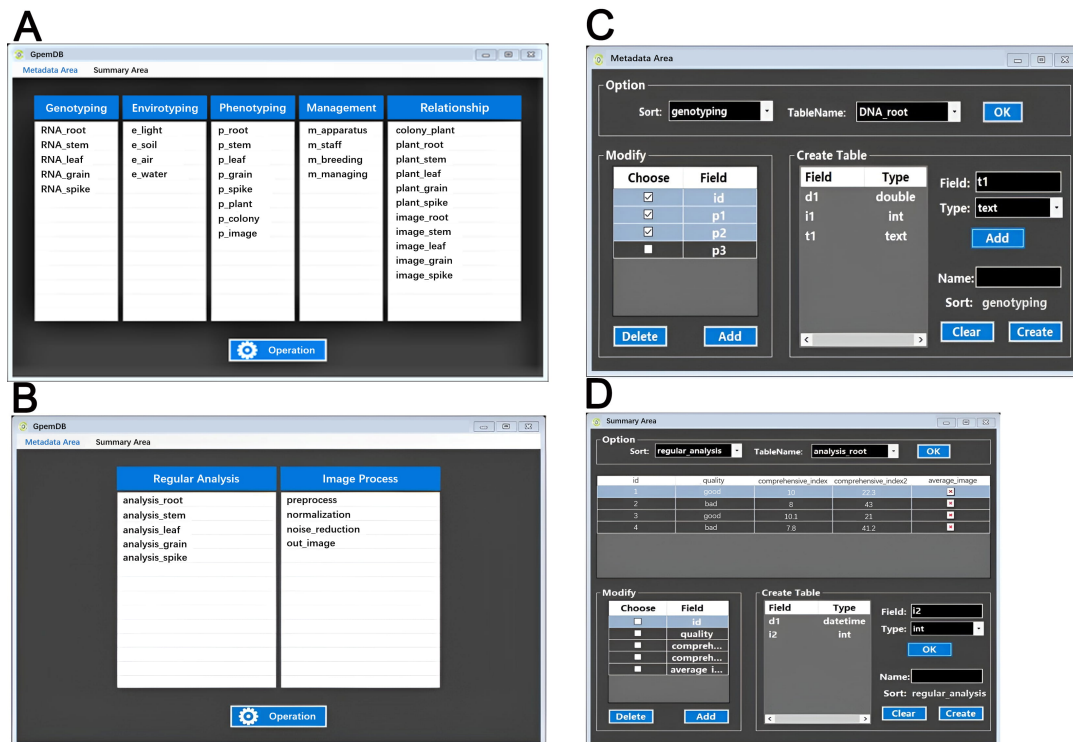 A
GpemDB
Metadata Area Summary Area
Genotyping Envirotyping Phenotyping Management Relationship
RNA_root e_light p_root m_apparatus colony_plant
RNA_stem e_soil p_stem m_staff plant_root
RNA_leaf e_air p_leaf m_breeding plant_stem
RNA_grain e_water p_grain m_managing plant_leaf
RNA_spike p_spike plant_grain
p_plant plant_spike
p_colony image_root
p_image image_stem
image_leaf
image_grain
image_spike
Operation
B
GpemDB
Metadata Area Summary Area
Regular Analysis Image Process
analysis_root preprocess
analysis_stem normalization
analysis_leaf noise_reduction
analysis_grain out_image
analysis_spike
Operation
C
Metadata Area
Option
Sort: genotyping TableName: DNA_root OK
Modify
Choose Field
id
p1
p2
p3
Delete Add
Create Table
Field Type
d1 double
i1 int
t1 text
Field: t1
Type: text
Add
Name:
Sort: genotyping
Clear Create
D
Summary Area
Option
Sort: regular_analysis TableName: analysis_root OK
id quality comprehensive_index comprehensive_index2 average_image
1 good 10 22.3
2 bad 8 43
3 good 10.1 21
4 bad 7.8 41.2
Modify
Choose Field
id
quality
compreh...
compreh...
average_i...
Delete Add
Create Table
Field Type
d1 datetime
i2 int
Field: i2
Type: int
OK
Name:
Sort: regular_analysis
Clear Create